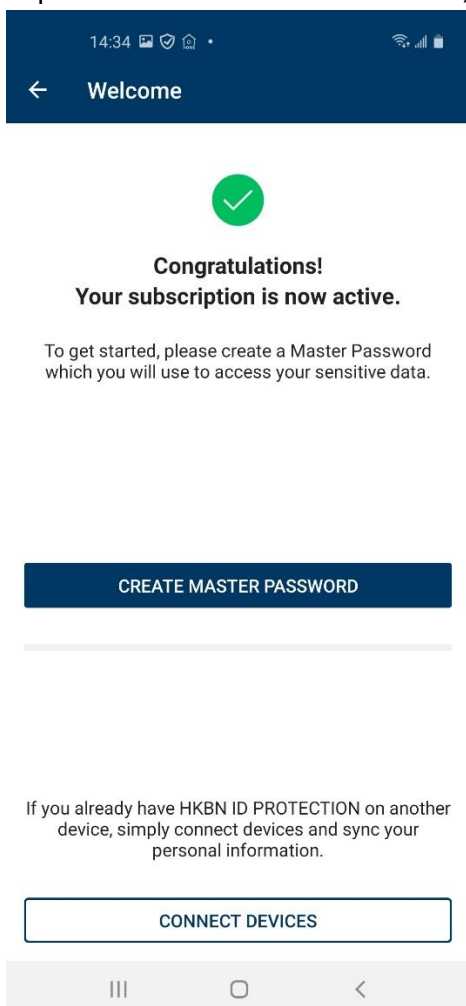 14:34
Welcome
Congratulations!
Your subscription is now active.
To get started, please create a Master Password
which you will use to access your sensitive data.
CREATE MASTER PASSWORD
If you already have HKBN ID PROTECTION on another
device, simply connect devices and sync your
personal information.
CONNECT DEVICES